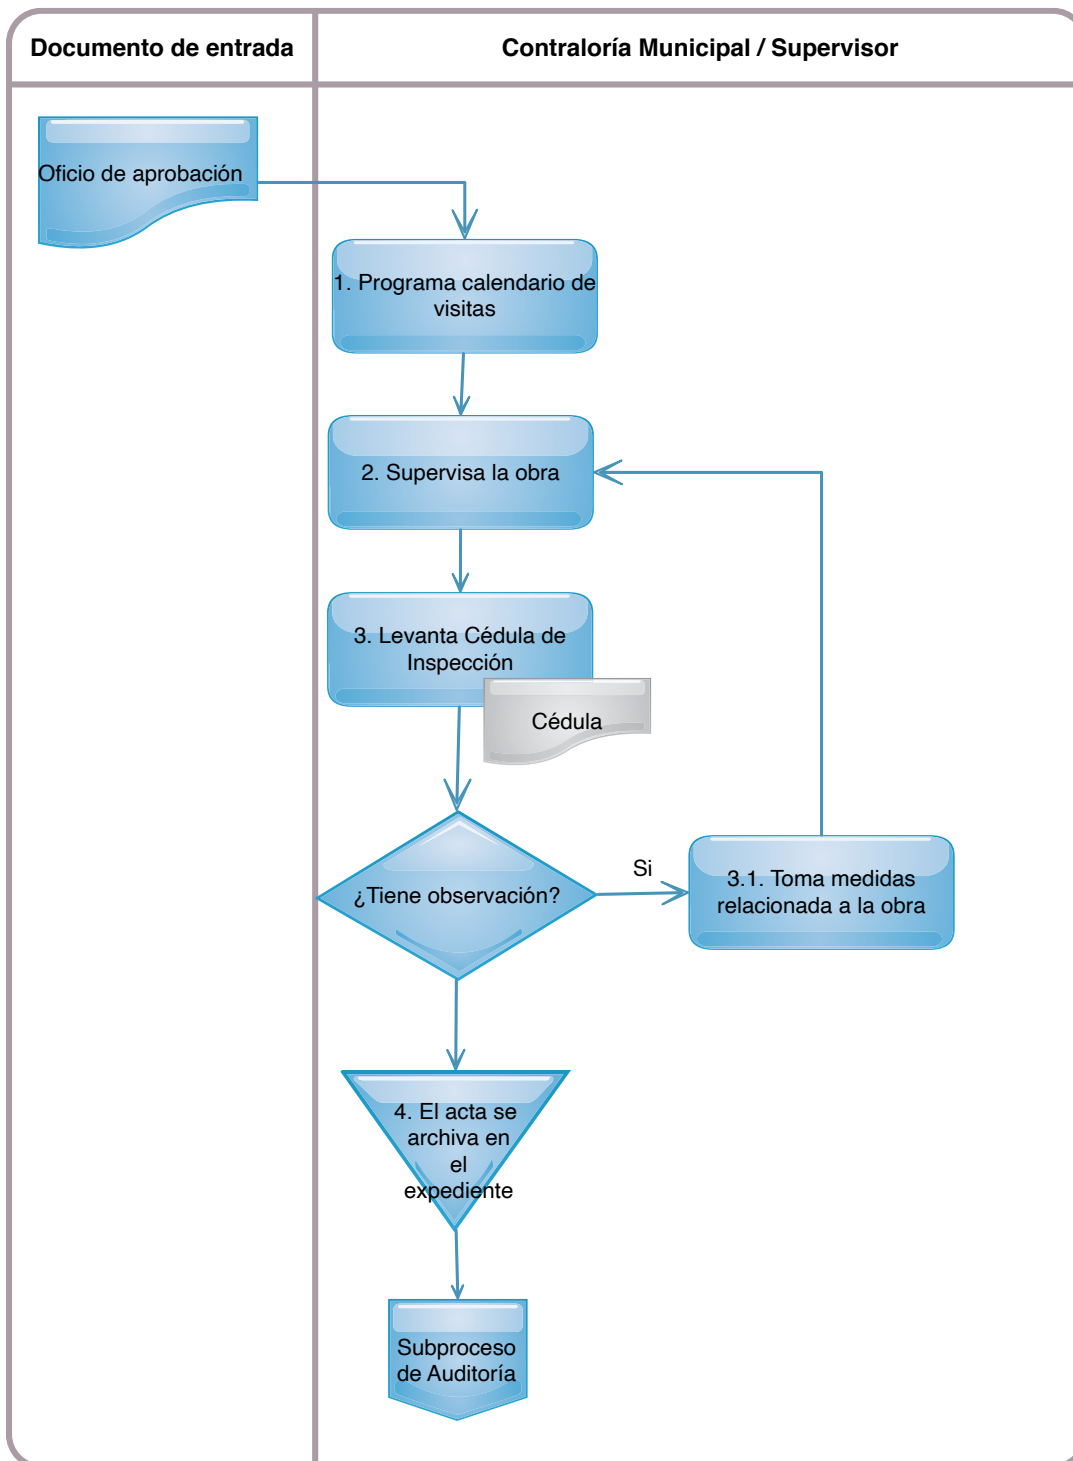 Documento de entrada
Contraloría Municipal / Supervisor
Oficio de aprobación
1. Programa calendario de
visitas
2. Supervisa la obra
3. Levanta Cédula de
Inspección
Cédula
¿Tiene observación?
Si
3.1. Toma medidas
relacionada a la obra
4. El acta se
archiva en
el
expediente
Subproceso
de Auditoría